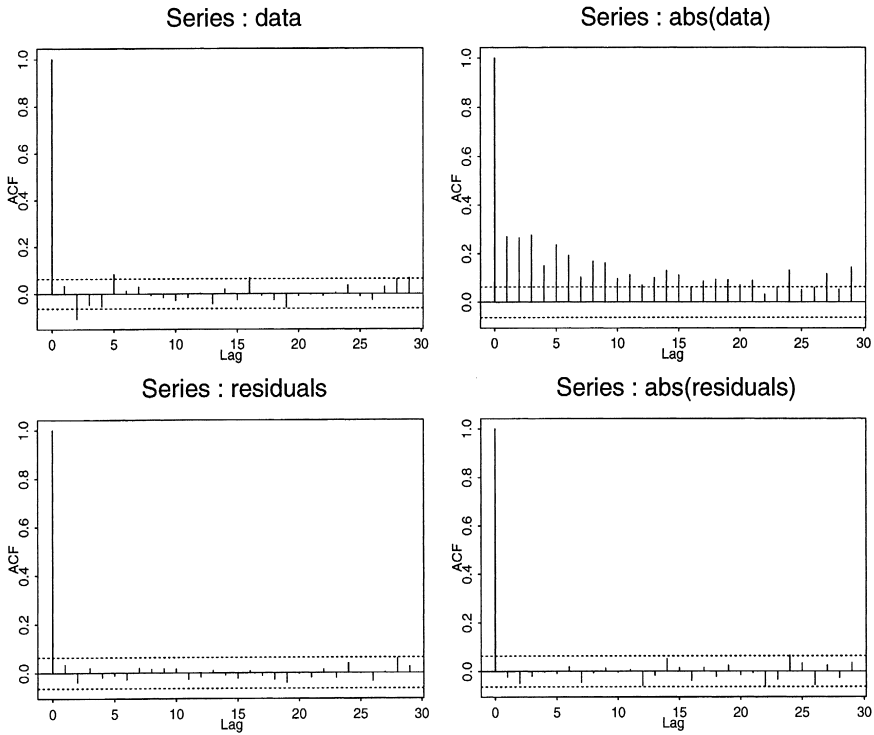 Series : data
ACF
0.0 0.2 0.4 0.6 0.8 1.0
0 5 10 15 20 25 30
Lag
Series : abs(data)
ACF
0.0 0.2 0.4 0.6 0.8 1.0
0 5 10 15 20 25 30
Lag
Series : residuals
ACF
0.0 0.2 0.4 0.6 0.8 1.0
0 5 10 15 20 25 30
Lag
Series : abs(residuals)
ACF
0.0 0.2 0.4 0.6 0.8 1.0
0 5 10 15 20 25 30
Lag